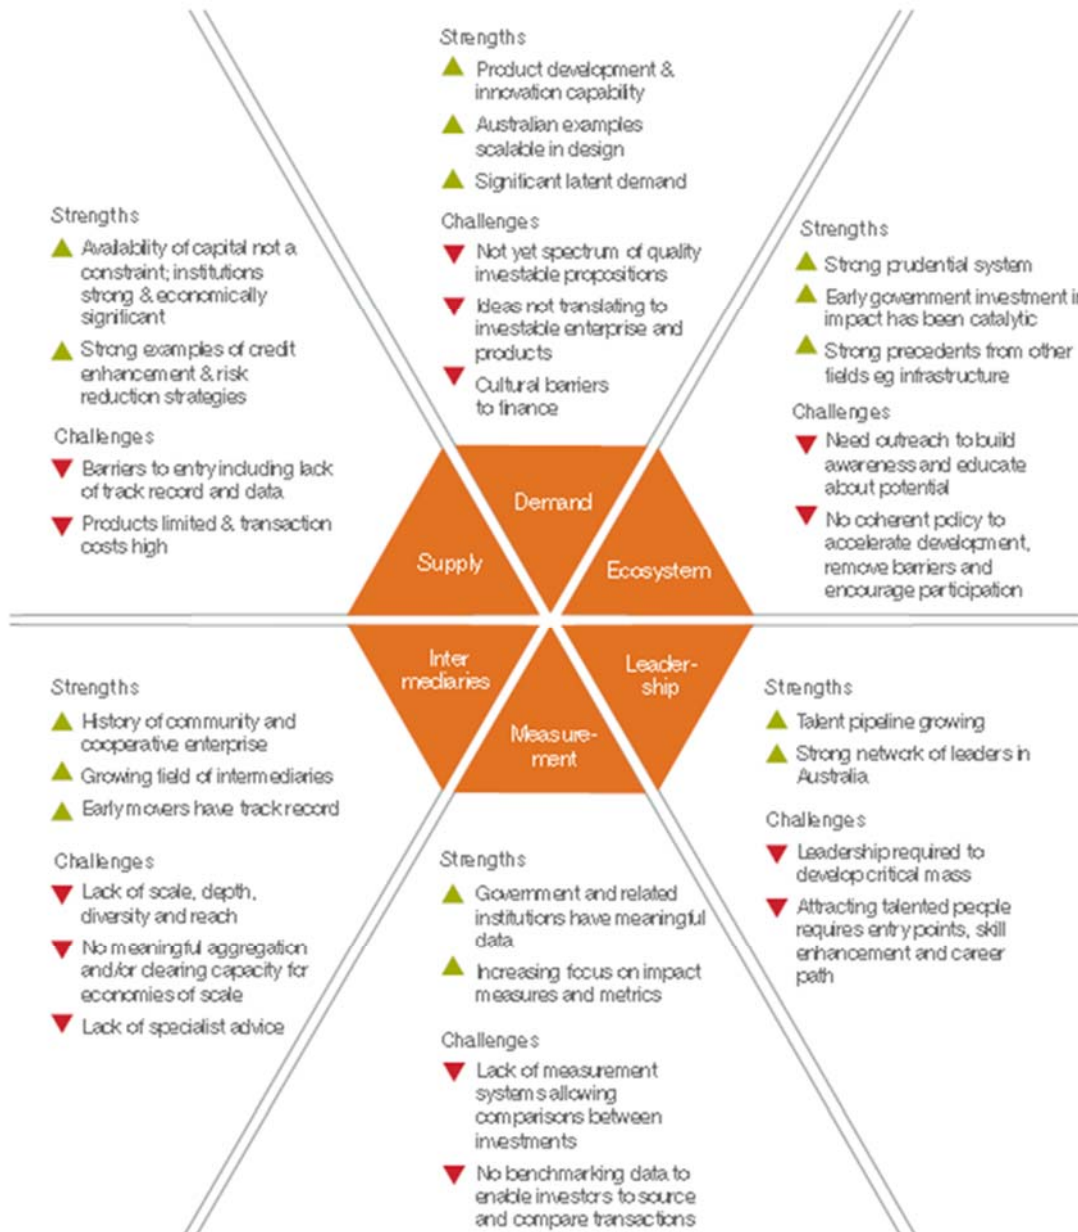 Strengths
Product development &
innovation capability
Australian examples
scalable in design
Significant latent demand
Challenges
Not yet spectrum of quality
investable propositions
Ideas not translating to
investable enterprise and
products
Cultural barriers
to finance
Strengths
Availability of capital not a
constraint; institutions
strong & economically
significant
Strong examples of credit
enhancement & risk
reduction strategies
Challenges
Barriers to entry including lack
of track record and data
Products limited & transaction
costs high
Strengths
Strong prudential system
Early government investment in
impact has been catalytic
Strong precedents from other
fields eg infrastructure
Challenges
Need outreach to build
awareness and educate
about potential
No coherent policy to
accelerate development,
remove barriers and
encourage participation
Demand
Supply
Ecosystem
Inter
mediaries
Leader-
ship
Measure-
ment
Strengths
History of community and
cooperative enterprise
Growing field of intermediaries
Early movers have track record
Challenges
Lack of scale, depth,
diversity and reach
No meaningful aggregation
and/or clearing capacity for
economies of scale
Lack of specialist advice
Strengths
Government and related
institutions have meaningful
data
Increasing focus on impact
measures and metrics
Challenges
Lack of measurement
systems allowing
comparisons between
investments
No benchmarking data to
enable investors to source
and compare transactions
Strengths
Talent pipeline growing
Strong network of leaders in
Australia
Challenges
Leadership required to
develop critical mass
Attracting talented people
requires entry points, skill
enhancement and career
path